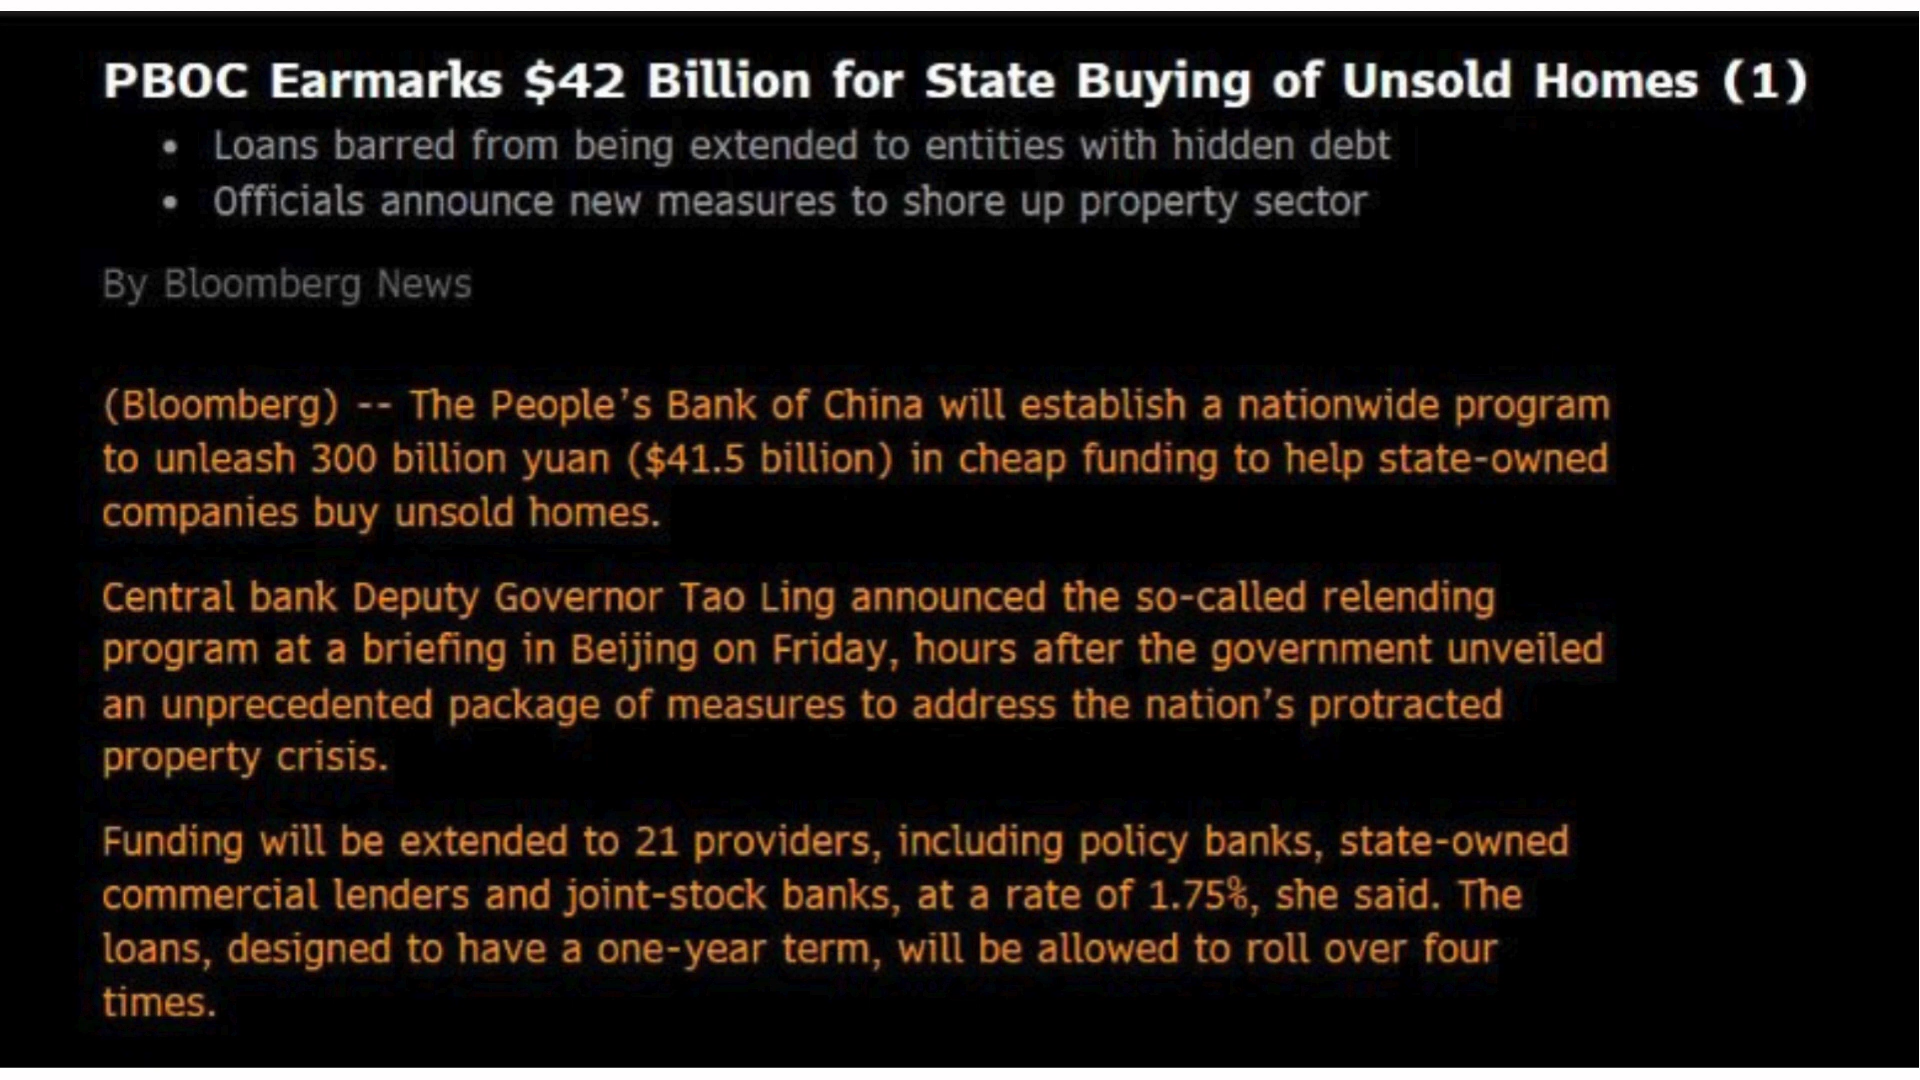 PBOC Earmarks $42 Billion for State Buying of Unsold Homes (1)
• Loans barred from being extended to entities with hidden debt
• Officials announce new measures to shore up property sector
By Bloomberg News
(Bloomberg) -- The People's Bank of China will establish a nationwide program
to unleash 300 billion yuan ($41.5 billion) in cheap funding to help state-owned
companies buy unsold homes.
Central bank Deputy Governor Tao Ling announced the so-called relending
program at a briefing in Beijing on Friday, hours after the government unveiled
an unprecedented package of measures to address the nation's protracted
property crisis.
Funding will be extended to 21 providers, including policy banks, state-owned
commercial lenders and joint-stock banks, at a rate of 1.75%, she said. The
loans, designed to have a one-year term, will be allowed to roll over four
times.